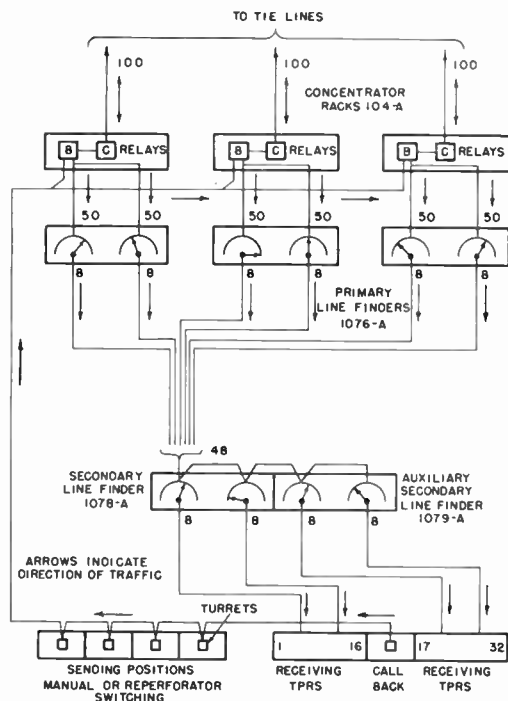 TO TIE LINES
100 100 100
CONCENTRATOR
RACKS 104-A
B C RELAYS B C RELAYS B C RELAYS
50 50 50 50 50 50
8 8 8 8 8 8
PRIMARY
LINE FINDERS
1076-A
48
SECONDARY
LINE FINDER
1078-A
AUXILIARY
SECONDARY
LINE FINDER
1079-A
8 8 8 8
ARROWS INDICATE
DIRECTION OF TRAFFIC
TURRETS
1 16 17 32
SENDING POSITIONS
MANUAL OR REPERFORATOR
SWITCHING
RECEIVING
TPRS
CALL
BACK
RECEIVING
TPRS